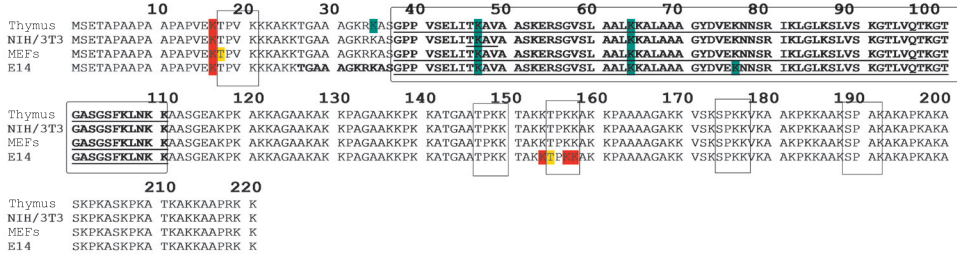 10 20 30 40 50 60 70 80 90 100
Thymus MSETAPAAPA APAPVEKTPV KKKAKKTGAA AGKRKASGPP VSELITKAVA ASKERSGVSL AALKKALAAA GYDVEKNNSR IKLGLKSLVS KGTLVQTKGT
NIH/3T3 MSETAPAAPA APAPVEKTPV KKKAKKTGAA AGKRKASGPP VSELITKAVA ASKERSGVSL AALKKALAAA GYDVEKNNSR IKLGLKSLVS KGTLVQTKGT
MEFs MSETAPAAPA APAPVEKTPV KKKAKKTGAA AGKRKASGPP VSELITKAVA ASKERSGVSL AALKKALAAA GYDVEKNNSR IKLGLKSLVS KGTLVQTKGT
E14 MSETAPAAPA APAPVEKTPV KKKAKKTGAA AGKRKASGPP VSELITKAVA ASKERSGVSL AALKKALAAA GYDVEKNNSR IKLGLKSLVS KGTLVQTKGT
110 120 130 140 150 160 170 180 190 200
Thymus GASGSFKLNK KAASGEAKPK AKKAGAAKAK KPAGAAKKPK KATGAATPKK TAKKTPKKAK KPAAAAGAKK VSKSPKKVKA AKPKKAAKSP AKAKAPKAKA
NIH/3T3 GASGSFKLNK KAASGEAKPK AKKAGAAKAK KPAGAAKKPK KATGAATPKK TAKKTPKKAK KPAAAAGAKK VSKSPKKVKA AKPKKAAKSP AKAKAPKAKA
MEFs GASGSFKLNK KAASGEAKPK AKKAGAAKAK KPAGAAKKPK KATGAATPKK TAKKTPKKAK KPAAAAGAKK VSKSPKKVKA AKPKKAAKSP AKAKAPKAKA
E14 GASGSFKLNK KAASGEAKPK AKKAGAAKAK KPAGAAKKPK KATGAATPKK TAKKTPKKAK KPAAAAGAKK VSKSPKKVKA AKPKKAAKSP AKAKAPKAKA
210 220
Thymus SKPKASKPKA TKAKKAAPRK K
NIH/3T3 SKPKASKPKA TKAKKAAPRK K
MEFs SKPKASKPKA TKAKKAAPRK K
E14 SKPKASKPKA TKAKKAAPRK K